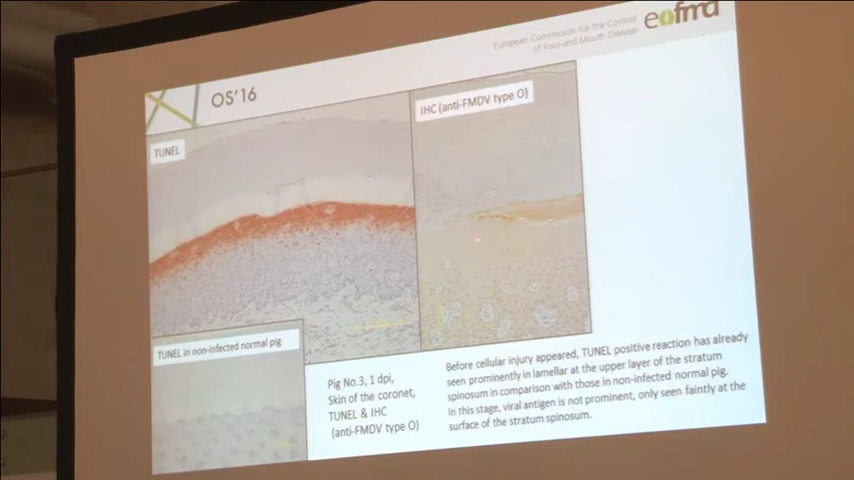 European Commission for the Control
of Foot-and-Mouth Disease
eofmd
OS'16
TUNEL
IHC (anti-FMDV type O)
TUNEL in non-infected normal pig
Pig No.3, 1 dpi,
Skin of the coronet,
TUNEL & IHC
(anti-FMDV type O)
Before cellular injury appeared, TUNEL positive reaction has already
seen prominently in lamellar at the upper layer of the stratum
spinosum in comparison with those in non-infected normal pig.
In this stage, viral antigen is not prominent, only seen faintly at the
surface of the stratum spinosum.